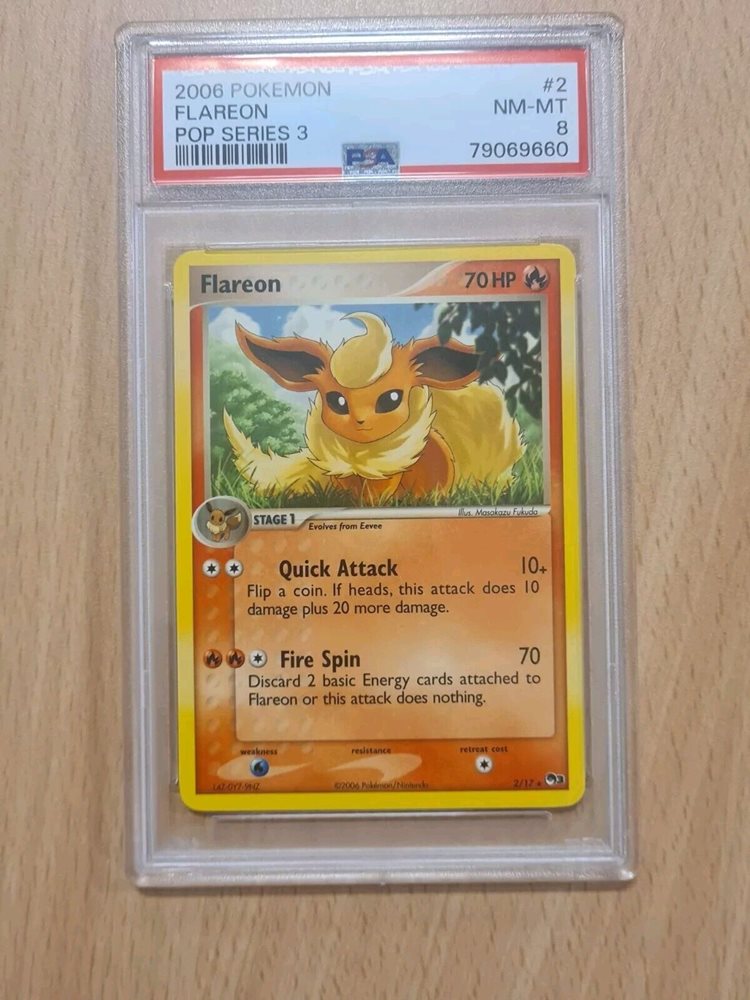 2006 POKEMON #2
FLAREON NM-MT
POP SERIES 3 8
PSA 79069660
Flareon 70 HP
Illus. Masakazu Fukuda
STAGE 1 Evolves from Eevee
Quick Attack 10+
Flip a coin. If heads, this attack does 10
damage plus 20 more damage.
Fire Spin 70
Discard 2 basic Energy cards attached to
Flareon or this attack does nothing.
weakness resistance retreat cost
©2006 Pokémon/Nintendo 2/17 ★